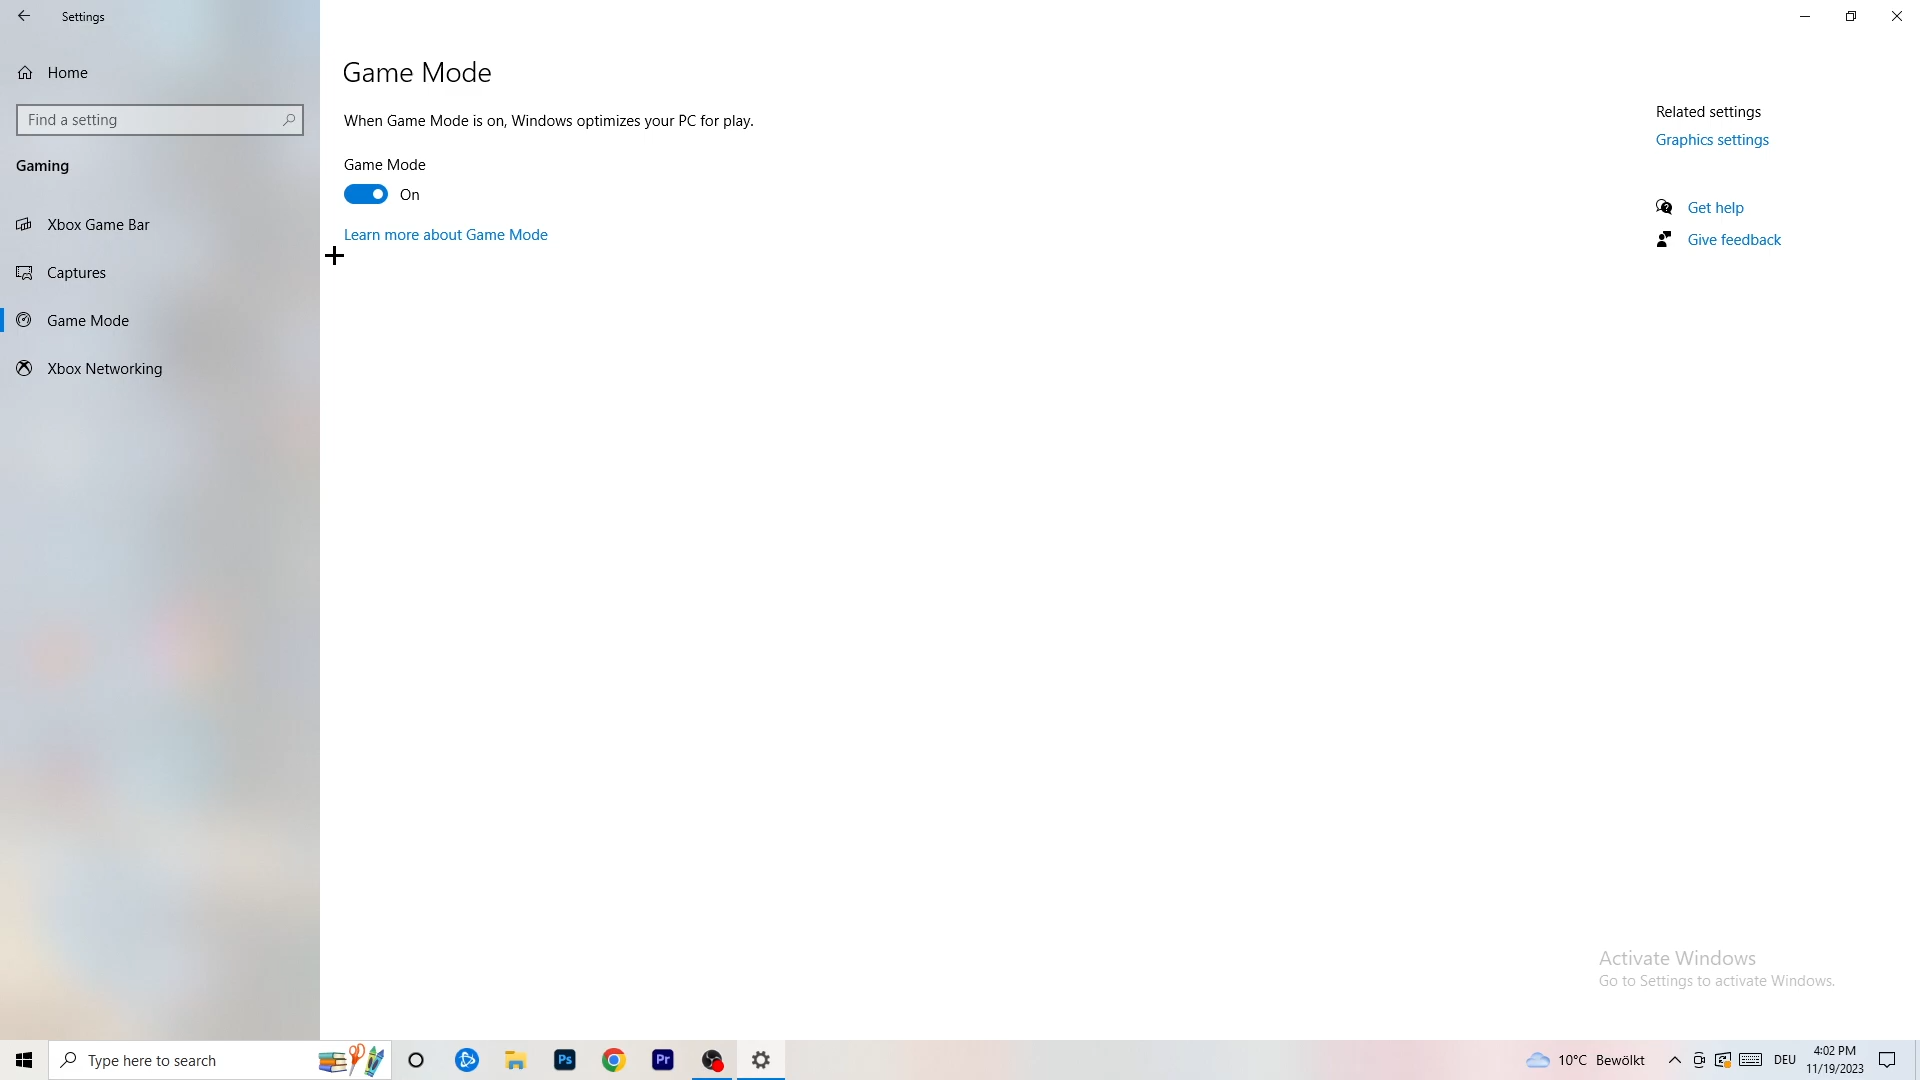 Settings
Home
Find a setting
Gaming
Xbox Game Bar
Captures
Game Mode
Xbox Networking
Game Mode
When Game Mode is on, Windows optimizes your PC for play.
Game Mode
On
Learn more about Game Mode
Related settings
Graphics settings
Get help
Give feedback
Activate Windows
Go to Settings to activate Windows.
Type here to search
Ps
Pr
10°C Bewölkt
DEU
4:02 PM
11/19/2023